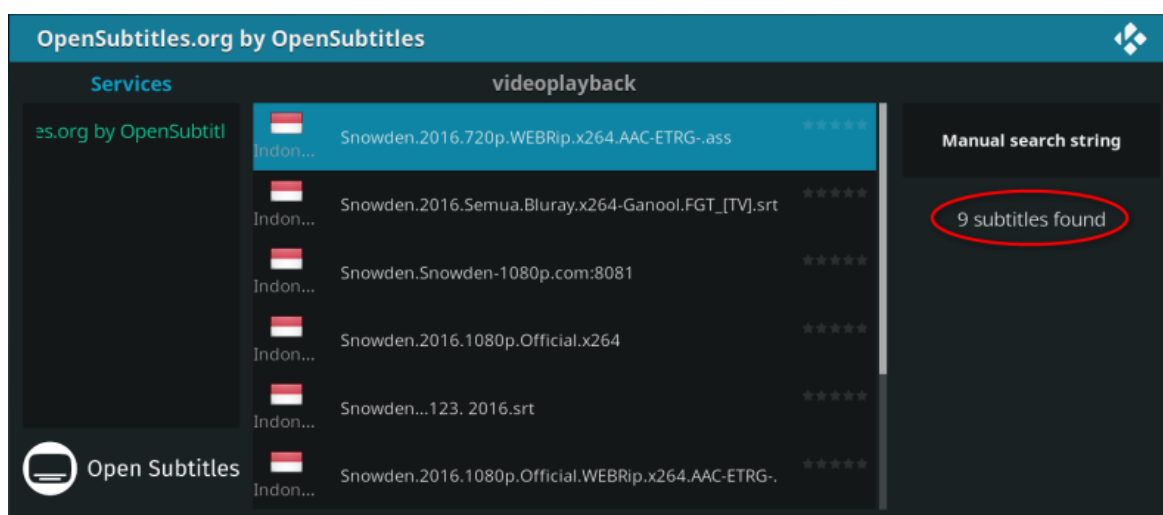 OpenSubtitles.org by OpenSubtitles
Services
videoplayback
es.org by OpenSubtitl
Manual search string
9 subtitles found
Indon...
Snowden.2016.720p.WEBRip.x264.AAC-ETRG-.ass
Indon...
Snowden.2016.Semua.Bluray.x264-Ganool.FGT_[TV].srt
Indon...
Snowden.Snowden-1080p.com:8081
Indon...
Snowden.2016.1080p.Official.x264
Indon...
Snowden...123. 2016.srt
Indon...
Snowden.2016.1080p.Official.WEBRip.x264.AAC-ETRG-.
Open Subtitles